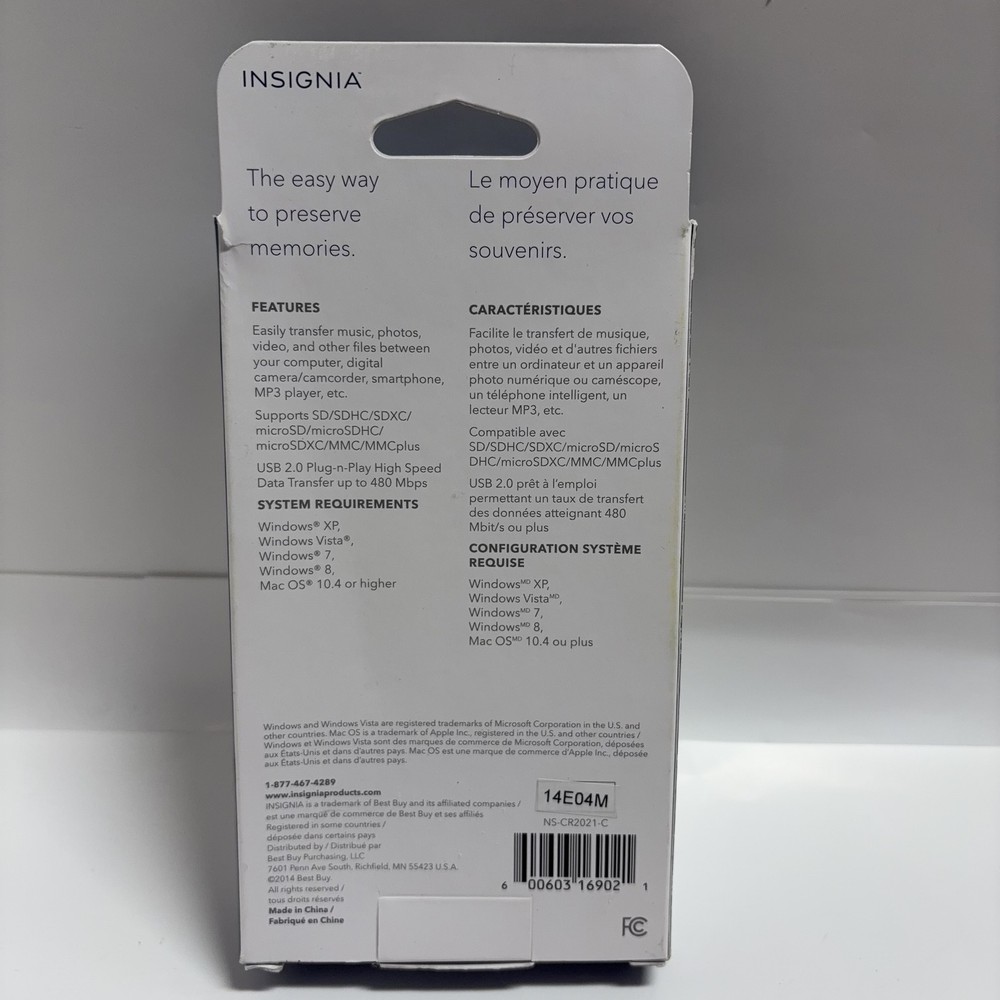 INSIGNIA™
The easy way
to preserve
memories.
Le moyen pratique
de préserver vos
souvenirs.
FEATURES
Easily transfer music, photos,
video, and other files between
your computer, digital
camera/camcorder, smartphone,
MP3 player, etc.
Supports SD/SDHC/SDXC/
microSD/microSDHC/
microSDXC/MMC/MMCplus
USB 2.0 Plug-n-Play High Speed
Data Transfer up to 480 Mbps
SYSTEM REQUIREMENTS
Windows® XP,
Windows Vista®,
Windows® 7,
Windows® 8,
Mac OS® 10.4 or higher
CARACTÉRISTIQUES
Facilite le transfert de musique,
photos, vidéo et d'autres fichiers
entre un ordinateur et un appareil
photo numérique ou caméscope,
un téléphone intelligent, un
lecteur MP3, etc.
Compatible avec
SD/SDHC/SDXC/microSD/microS
DHC/microSDXC/MMC/MMCplus
USB 2.0 prêt à l'emploi
permettant un taux de transfert
des données atteignant 480
Mbit/s ou plus
CONFIGURATION SYSTÈME
REQUISE
Windowsᴹᴰ XP,
Windows Vistaᴹᴰ,
Windowsᴹᴰ 7,
Windowsᴹᴰ 8,
Mac OSᴹᴰ 10.4 ou plus
Windows and Windows Vista are registered trademarks of Microsoft Corporation in the U.S. and
other countries. Mac OS is a trademark of Apple Inc., registered in the U.S. and other countries /
Windows et Windows Vista sont des marques de commerce de Microsoft Corporation, déposées
aux États-Unis et dans d'autres pays. Mac OS est une marque de commerce d'Apple Inc., déposée
aux États-Unis et dans d'autres pays.
1-877-467-4289
www.insigniaproducts.com
INSIGNIA is a trademark of Best Buy and its affiliated companies /
est une marque de commerce de Best Buy et ses affiliés
Registered in some countries /
déposée dans certains pays
Distributed by / Distribué par
Best Buy Purchasing, LLC
7601 Penn Ave South, Richfield, MN 55423 U.S.A.
©2014 Best Buy
All rights reserved /
tous droits réservés
Made in China /
Fabriqué en Chine
14E04M
NS-CR2021-C
6 00603 16902 1
FC